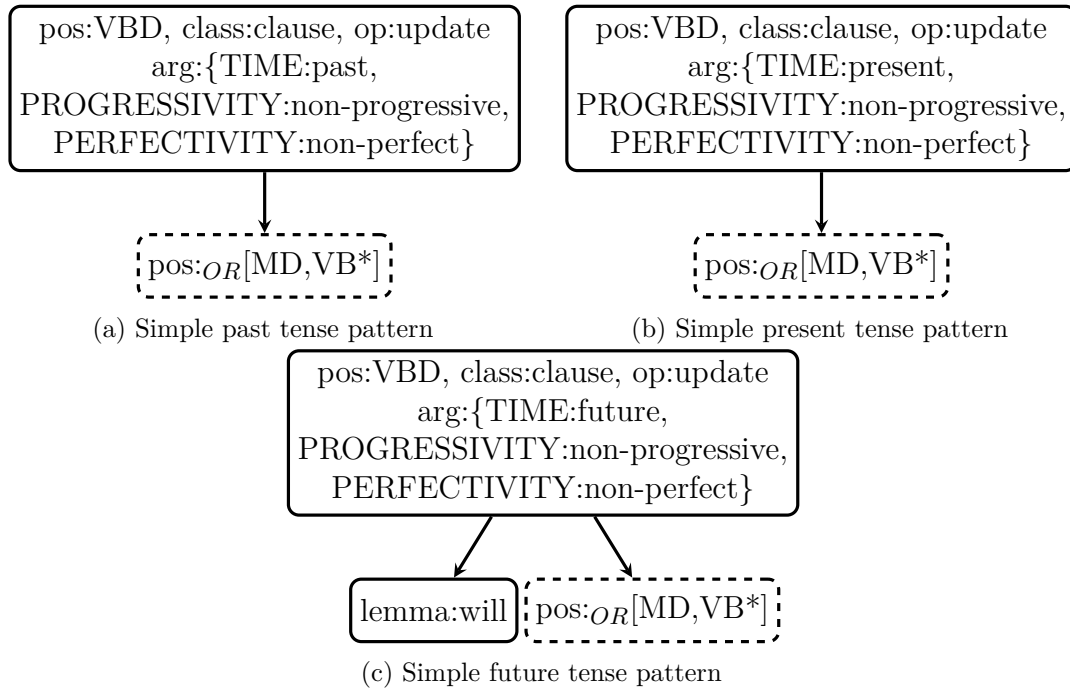 pos:VBD, class:clause, op:update
arg:{TIME:past,
PROGRESSIVITY:non-progressive,
PERFECTIVITY:non-perfect}
pos:OR[MD,VB*]
(a) Simple past tense pattern
pos:VBD, class:clause, op:update
arg:{TIME:present,
PROGRESSIVITY:non-progressive,
PERFECTIVITY:non-perfect}
pos:OR[MD,VB*]
(b) Simple present tense pattern
pos:VBD, class:clause, op:update
arg:{TIME:future,
PROGRESSIVITY:non-progressive,
PERFECTIVITY:non-perfect}
lemma:will
pos:OR[MD,VB*]
(c) Simple future tense pattern